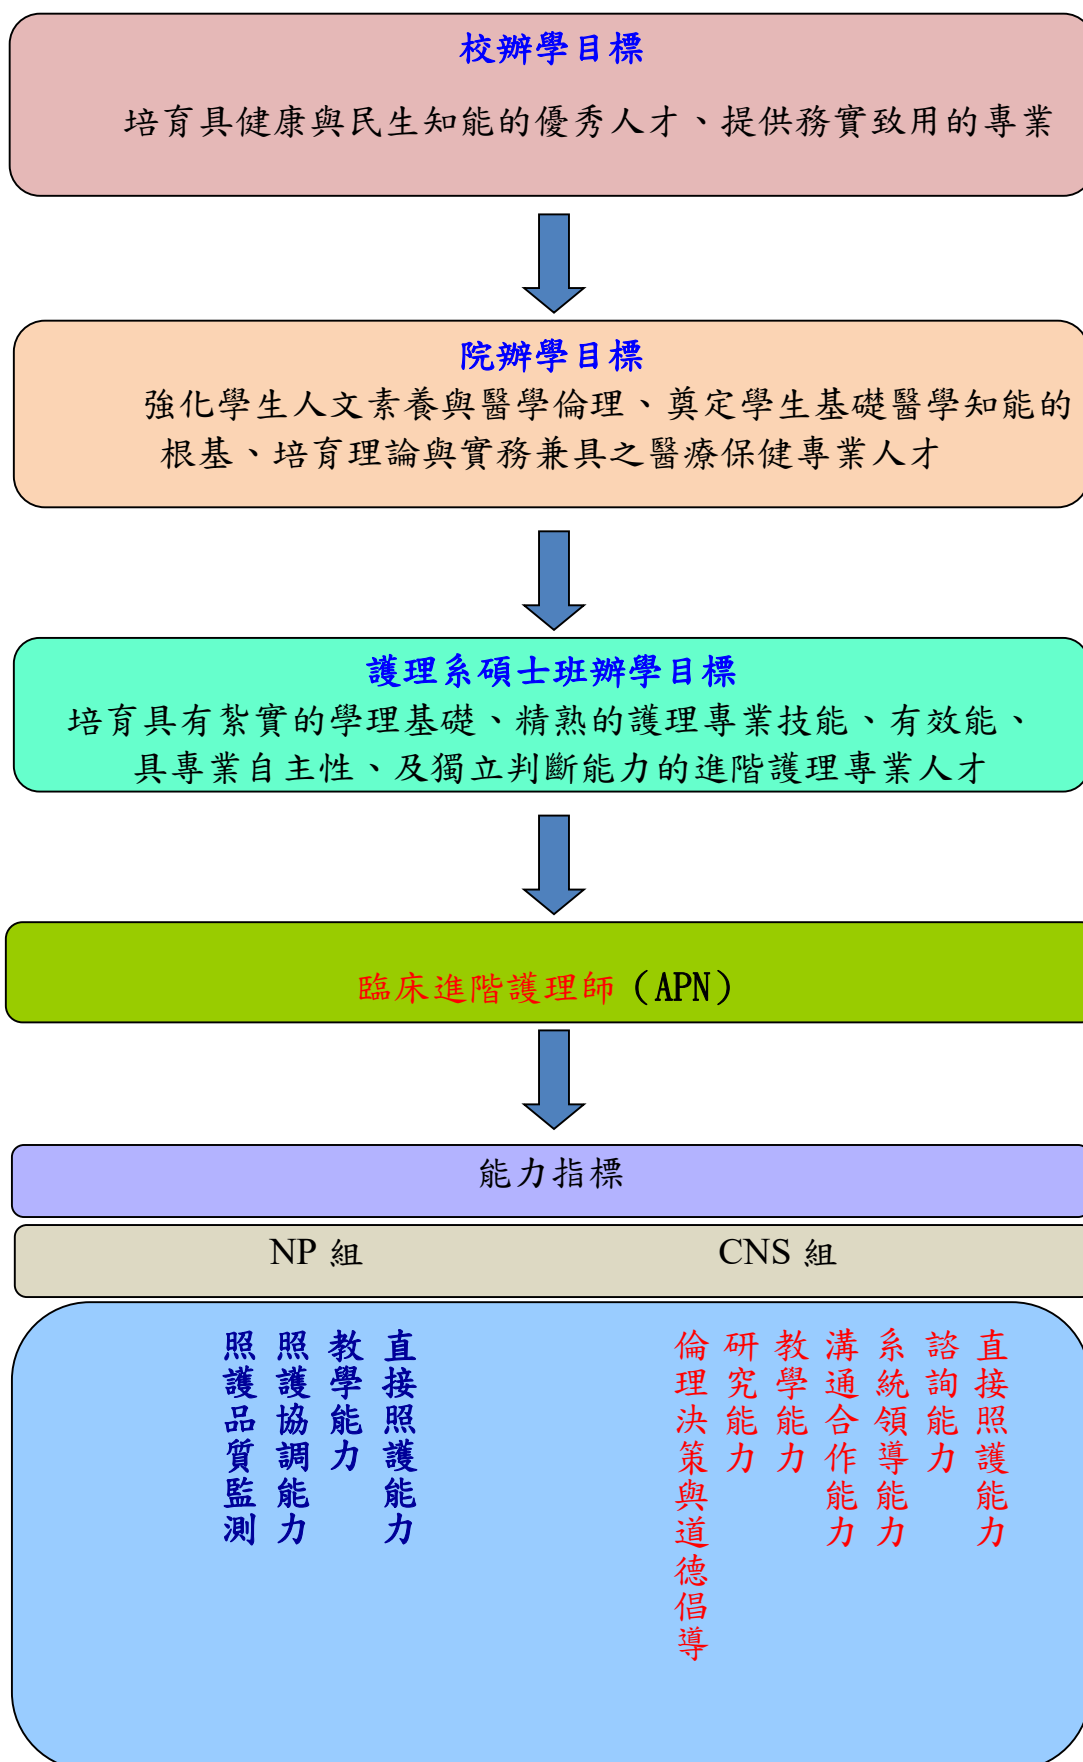 校辦學目標
培育具健康與民生知能的優秀人才、提供務實致用的專業
院辦學目標
強化學生人文素養與醫學倫理、奠定學生基礎醫學知能的
根基、培育理論與實務兼具之醫療保健專業人才
護理系碩士班辦學目標
培育具有紮實的學理基礎、精熟的護理專業技能、有效能、
具專業自主性、及獨立判斷能力的進階護理專業人才
臨床進階護理師（APN）
能力指標
NP 組
CNS 組
直接照護能力
教學能力
照護協調能力
照護品質監測
直接照護能力
諮詢能力
系統領導能力
溝通合作能力
教學能力
研究能力
倫理決策與道德倡導